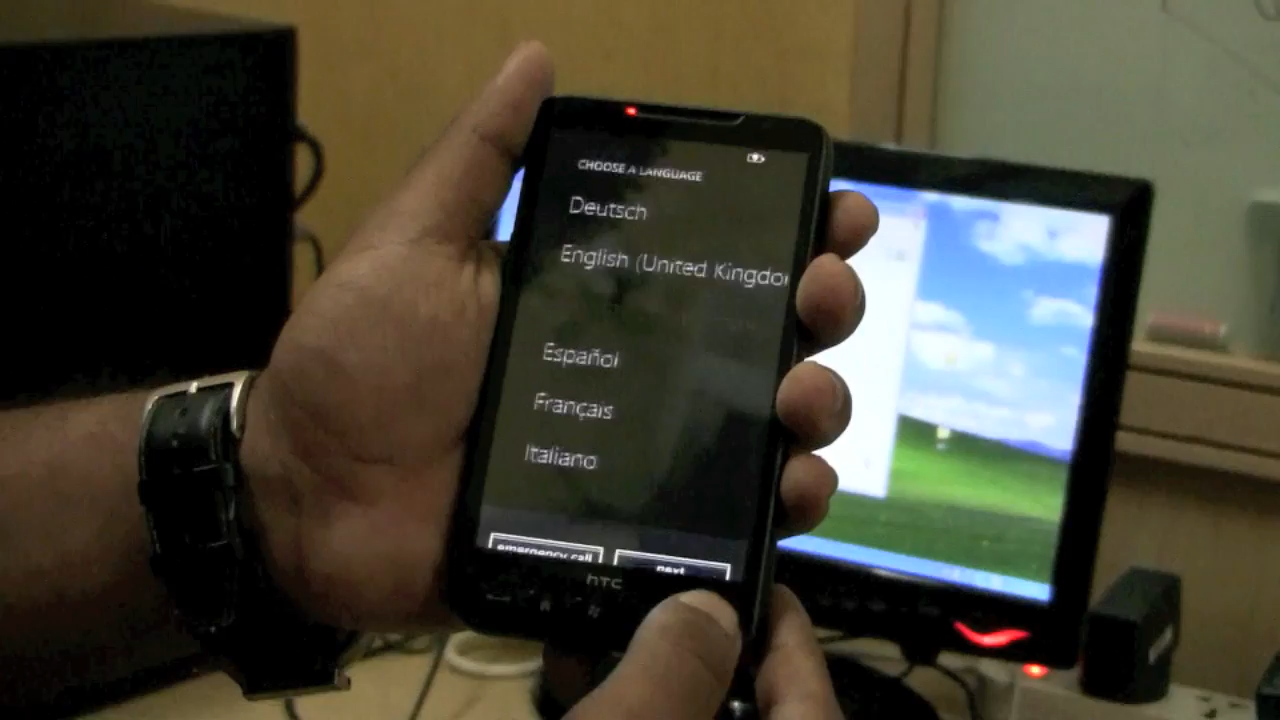 CHOOSE A LANGUAGE
Deutsch
English (United Kingdo
Español
Français
Italiano
emergency call
next
hTC